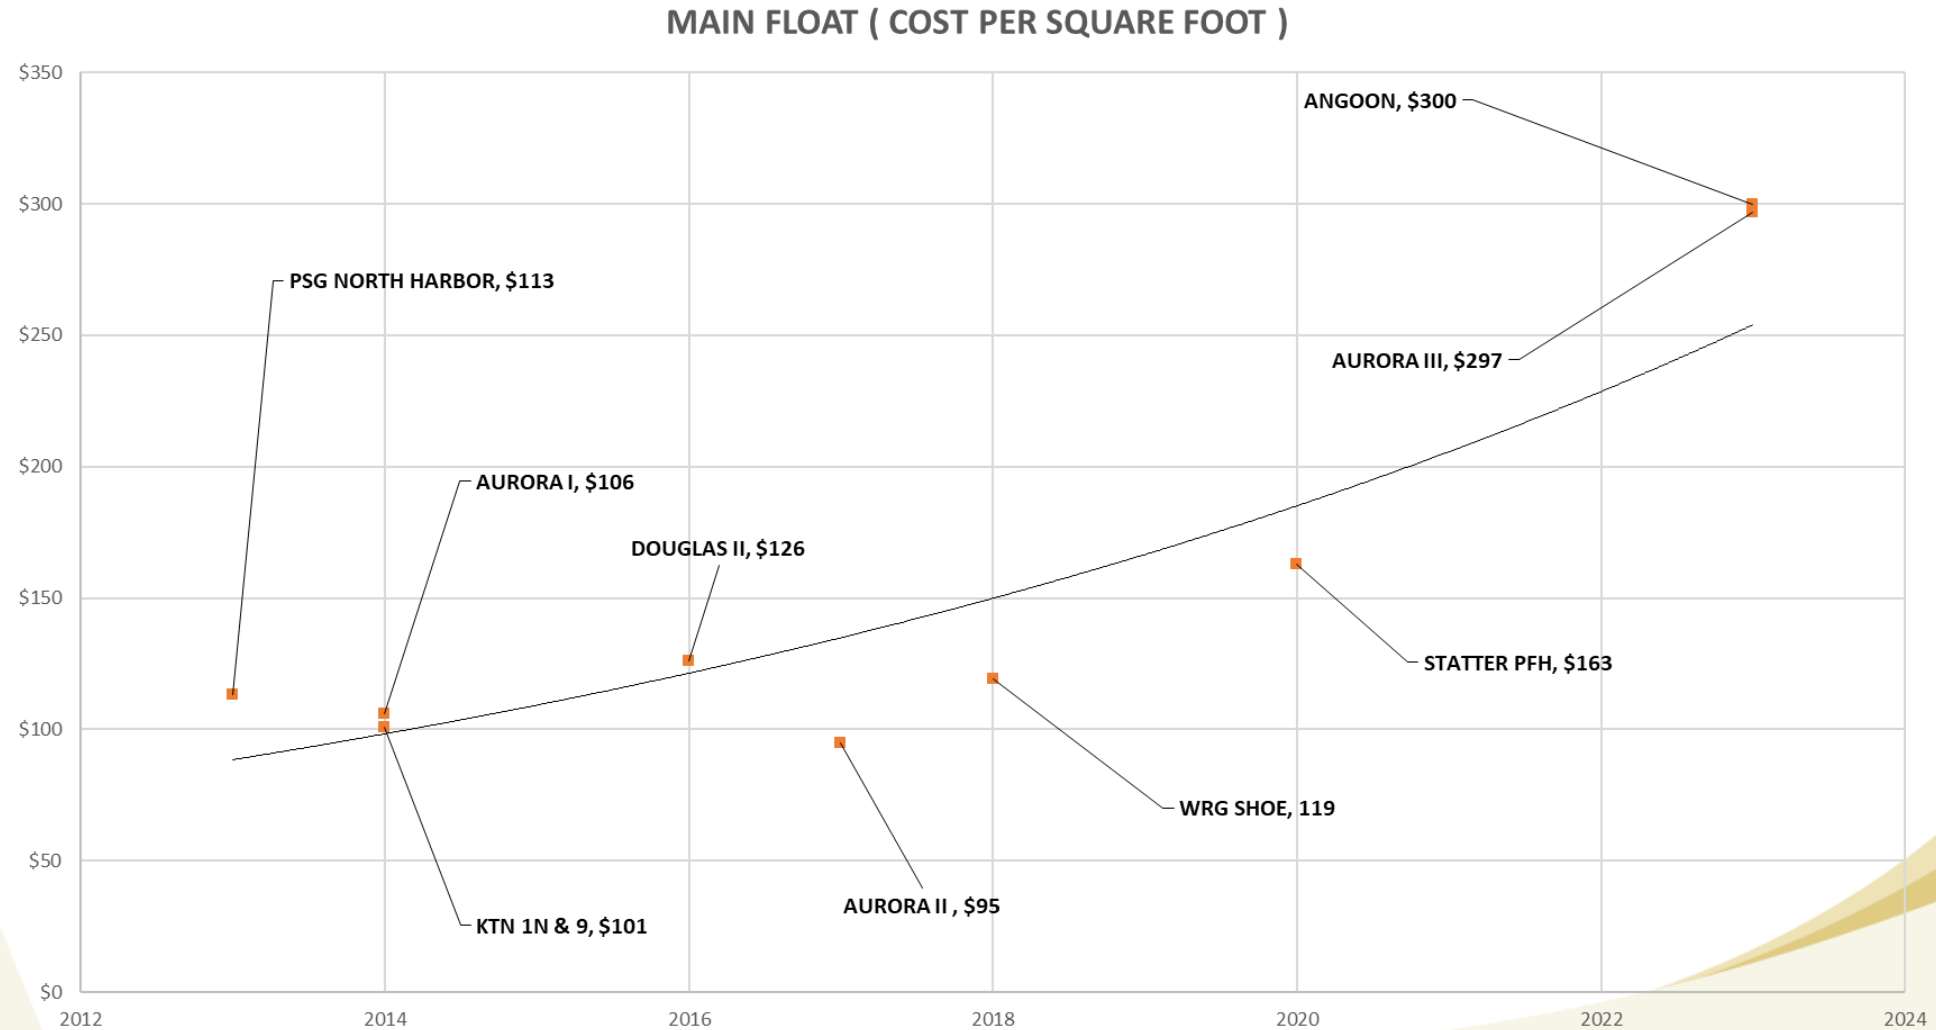 MAIN FLOAT ( COST PER SQUARE FOOT )
$350
ANGOON, $300
$300
PSG NORTH HARBOR, $113
$250
AURORA III, $297
$200
AURORA I, $106
DOUGLAS II, $126
$150
STATTER PFH, $163
$100
WRG SHOE, 119
$50
AURORA II , $95
KTN 1N & 9, $101
$0
2012 2014 2016 2018 2020 2022 2024